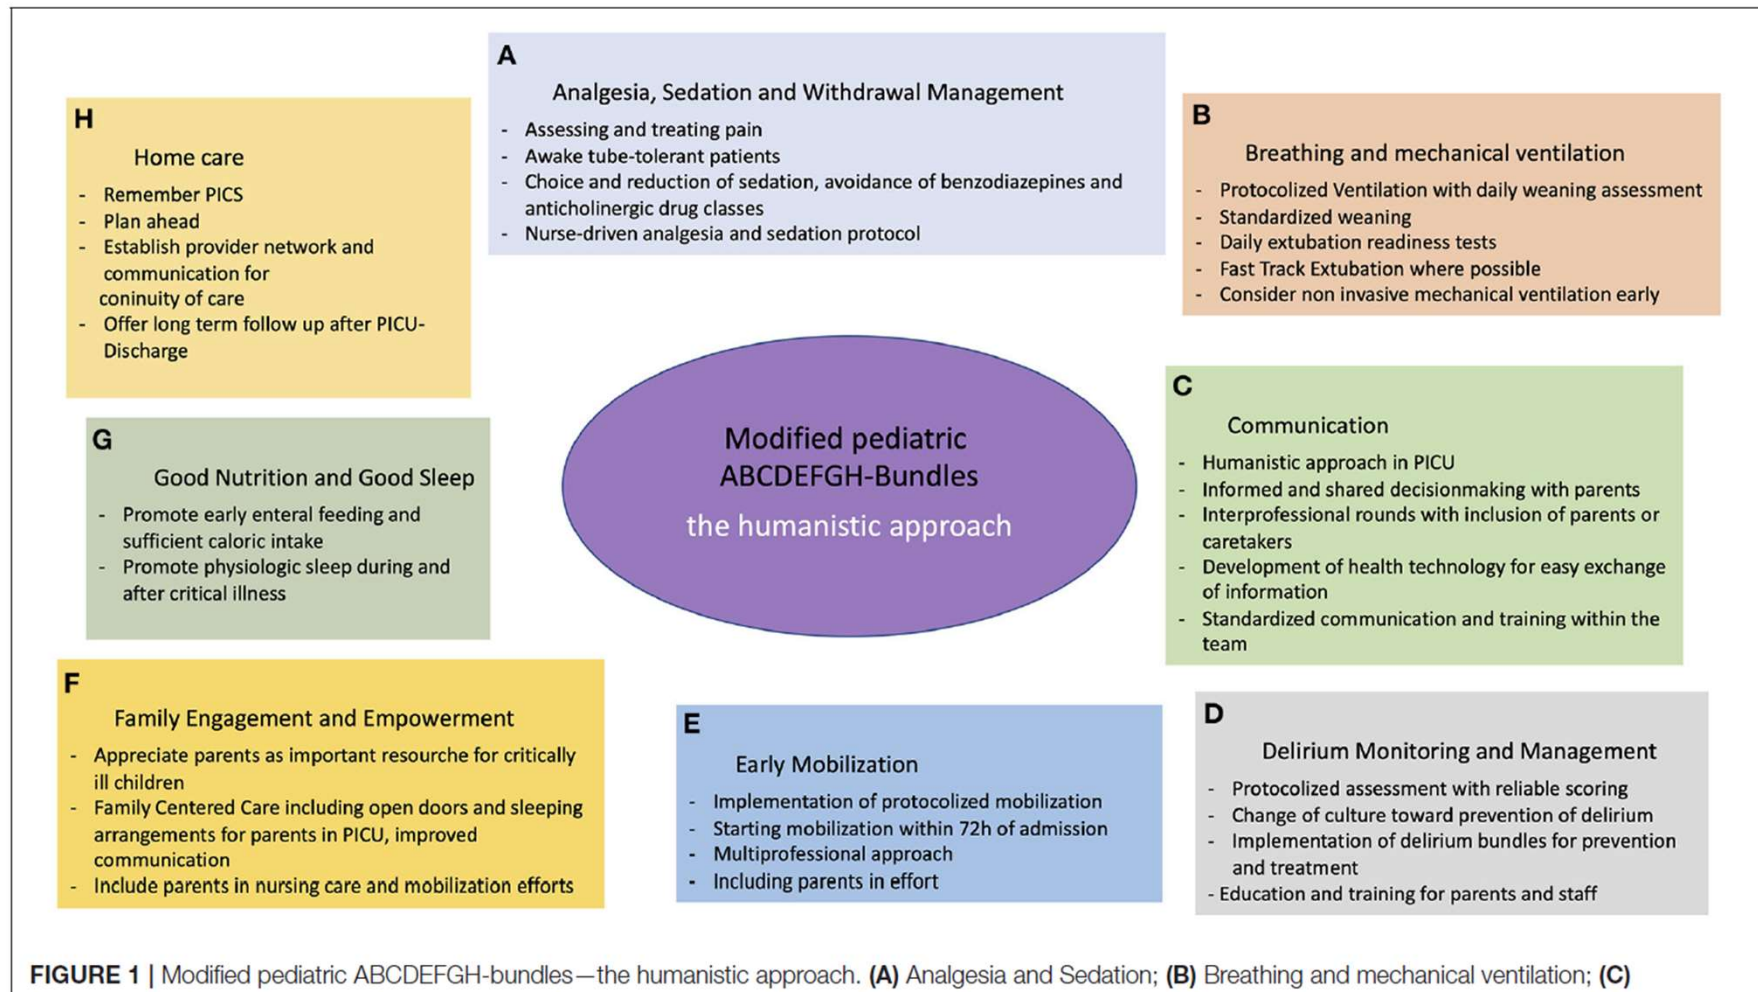 A
Analgesia, Sedation and Withdrawal Management
- Assessing and treating pain
- Awake tube-tolerant patients
- Choice and reduction of sedation, avoidance of benzodiazepines and
anticholinergic drug classes
- Nurse-driven analgesia and sedation protocol
B
Breathing and mechanical ventilation
- Protocolized Ventilation with daily weaning assessment
- Standardized weaning
- Daily extubation readiness tests
- Fast Track Extubation where possible
- Consider non invasive mechanical ventilation early
C
Communication
- Humanistic approach in PICU
- Informed and shared decisionmaking with parents
- Interprofessional rounds with inclusion of parents or
caretakers
- Development of health technology for easy exchange
of information
- Standardized communication and training within the
team
D
Delirium Monitoring and Management
- Protocolized assessment with reliable scoring
- Change of culture toward prevention of delirium
- Implementation of delirium bundles for prevention
and treatment
- Education and training for parents and staff
E
Early Mobilization
- Implementation of protocolized mobilization
- Starting mobilization within 72h of admission
- Multiprofessional approach
- Including parents in effort
F
Family Engagement and Empowerment
- Appreciate parents as important resourche for critically
ill children
- Family Centered Care including open doors and sleeping
arrangements for parents in PICU, improved
communication
- Include parents in nursing care and mobilization efforts
G
Good Nutrition and Good Sleep
- Promote early enteral feeding and
sufficient caloric intake
- Promote physiologic sleep during and
after critical illness
H
Home care
- Remember PICS
- Plan ahead
- Establish provider network and
communication for
coninuity of care
- Offer long term follow up after PICU-
Discharge
Modified pediatric
ABCDEFGH-Bundles
the humanistic approach
FIGURE 1 | Modified pediatric ABCDEFGH-bundles—the humanistic approach. (A) Analgesia and Sedation; (B) Breathing and mechanical ventilation; (C)